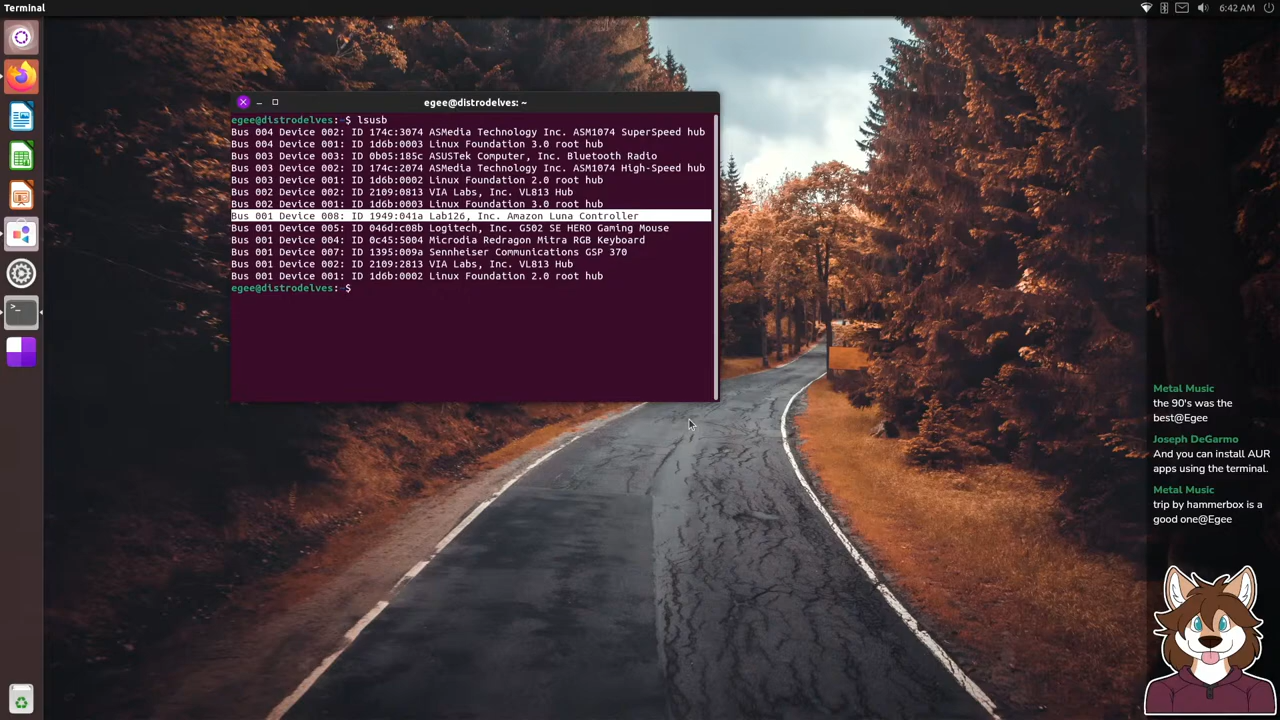 Terminal
6:42 AM
egee@distrodelves: ~
egee@distrodelves:~$ lsusb
Bus 004 Device 002: ID 174c:3074 ASMedia Technology Inc. ASM1074 SuperSpeed hub
Bus 004 Device 001: ID 1d6b:0003 Linux Foundation 3.0 root hub
Bus 003 Device 003: ID 0b05:185c ASUSTek Computer, Inc. Bluetooth Radio
Bus 003 Device 002: ID 174c:2074 ASMedia Technology Inc. ASM1074 High-Speed hub
Bus 003 Device 001: ID 1d6b:0002 Linux Foundation 2.0 root hub
Bus 002 Device 002: ID 2109:0813 VIA Labs, Inc. VL813 Hub
Bus 002 Device 001: ID 1d6b:0003 Linux Foundation 3.0 root hub
Bus 001 Device 008: ID 1949:041a Lab126, Inc. Amazon Luna Controller
Bus 001 Device 005: ID 046d:c08b Logitech, Inc. G502 SE HERO Gaming Mouse
Bus 001 Device 004: ID 0c45:5004 Microdia Redragon Mitra RGB Keyboard
Bus 001 Device 007: ID 1395:009a Sennheiser Communications GSP 370
Bus 001 Device 002: ID 2109:2813 VIA Labs, Inc. VL813 Hub
Bus 001 Device 001: ID 1d6b:0002 Linux Foundation 2.0 root hub
egee@distrodelves:~$
Metal Music
the 90's was the
best@Egee
Joseph DeGarmo
And you can install AUR
apps using the terminal.
Metal Music
trip by hammerbox is a
good one@Egee